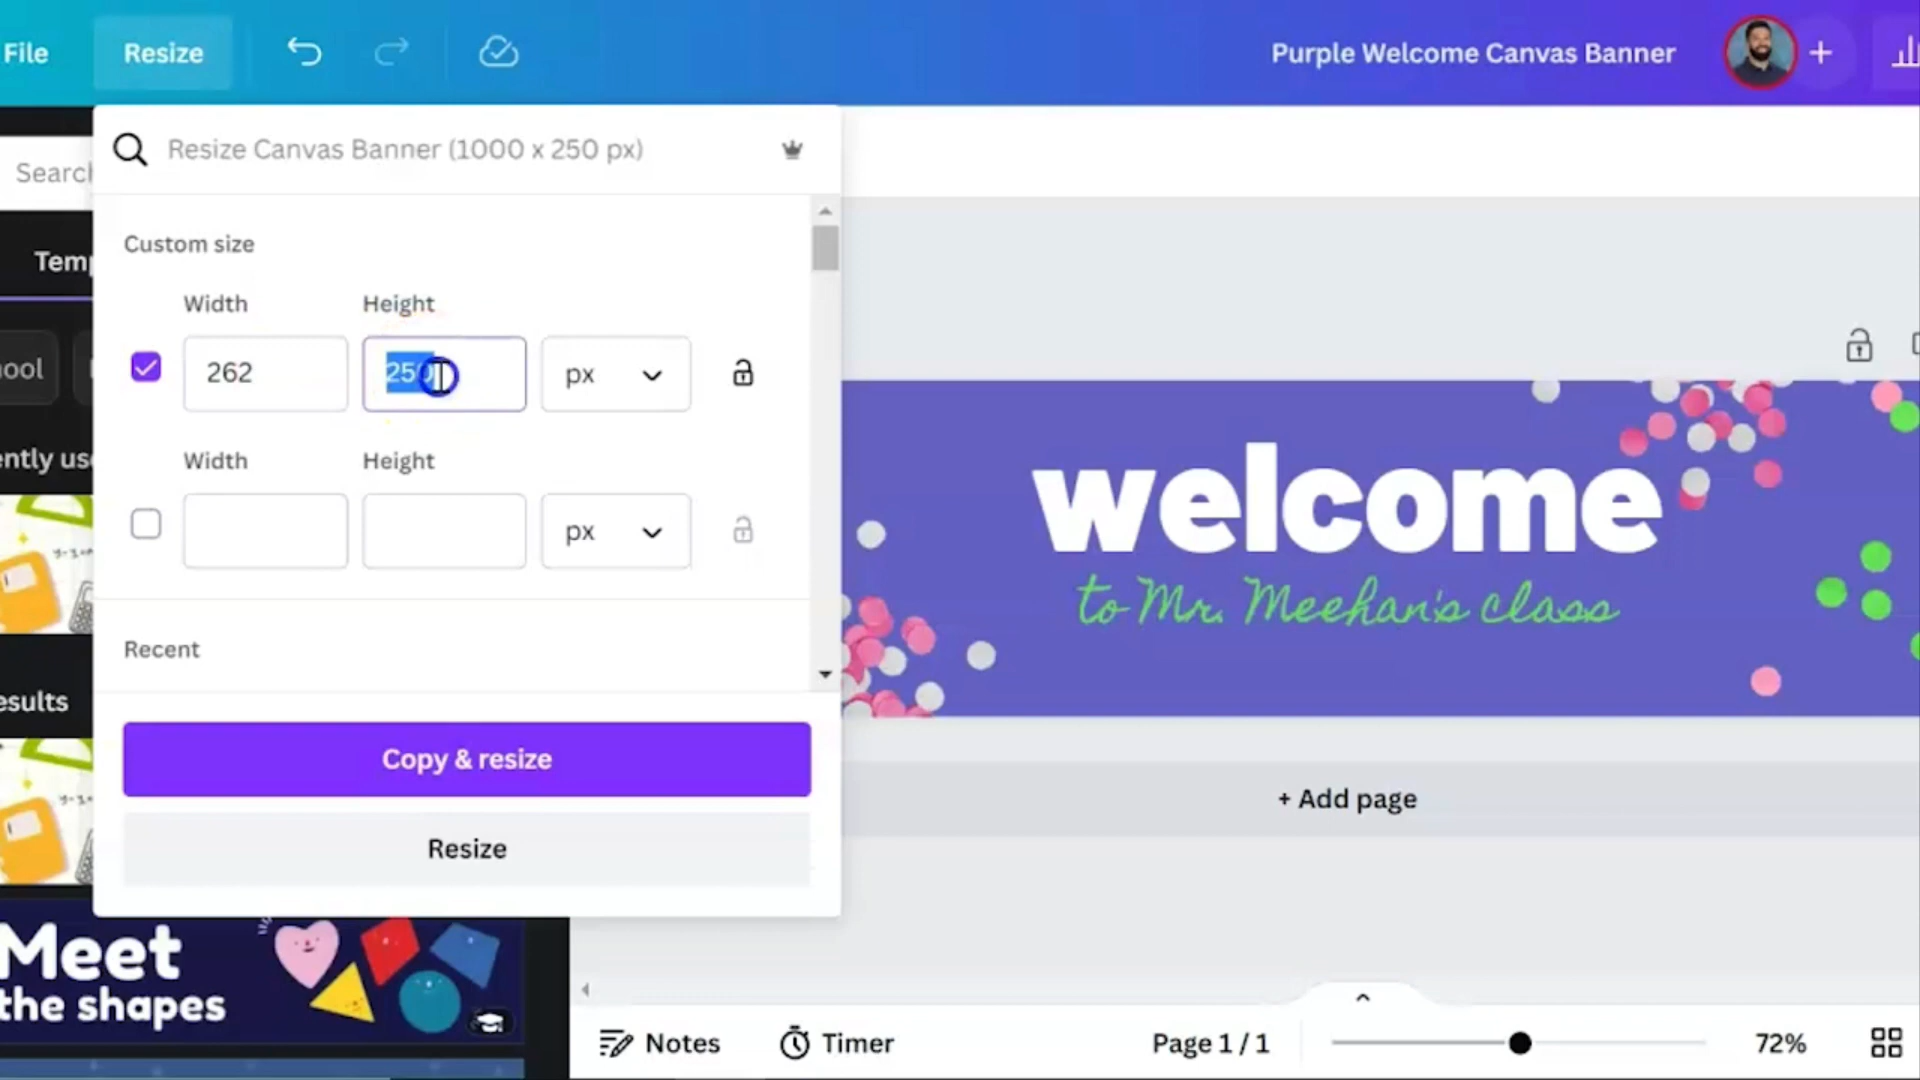 File
Resize
Purple Welcome Canvas Banner
Resize Canvas Banner (1000 x 250 px)
Search
Custom size
Width
Height
262
250
px
Width
Height
px
Recent
Copy & resize
Resize
welcome
to Mr. Meehan's class
+ Add page
Meet
the shapes
Notes
Timer
Page 1 / 1
72%